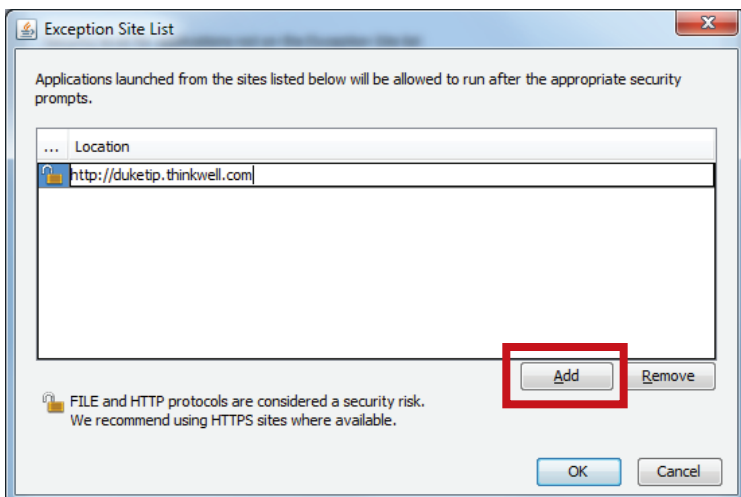 Exception Site List
Applications launched from the sites listed below will be allowed to run after the appropriate security
prompts.
... Location
http://duketip.thinkwell.com
Add Remove
FILE and HTTP protocols are considered a security risk.
We recommend using HTTPS sites where available.
OK Cancel